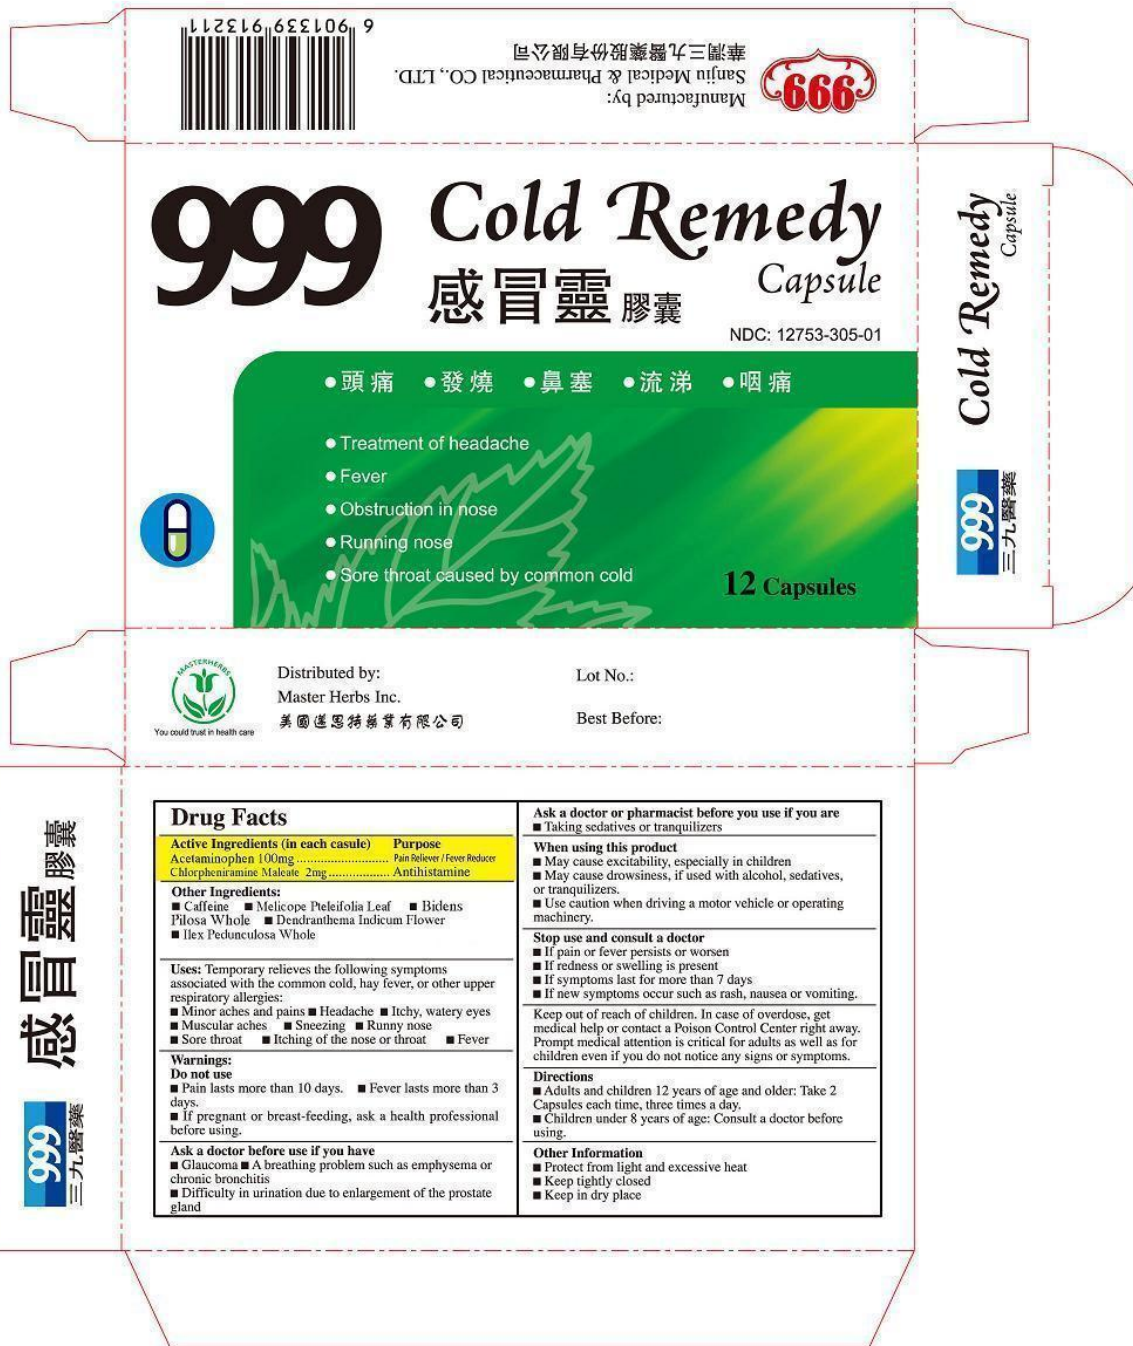 6 901339 913211
Manufactured by:
Sanjiu Medical & Pharmaceutical CO., LTD.
華潤三九醫藥股份有限公司
999
999
Cold Remedy
Capsule
感冒靈膠囊
NDC: 12753-305-01
●頭痛 ●發燒 ●鼻塞 ●流涕 ●咽痛
● Treatment of headache
● Fever
● Obstruction in nose
● Running nose
● Sore throat caused by common cold
12 Capsules
Cold Remedy
Capsule
999
三九醫藥
MASTERHERBS
You could trust in health care
Distributed by:
Master Herbs Inc.
美國邁恩特藥業有限公司
Lot No.:
Best Before:
感冒靈膠囊
999
三九醫藥
Drug Facts
Active Ingredients (in each casule) Purpose
Acetaminophen 100mg ............................ Pain Reliever / Fever Reducer
Chlorpheniramine Maleate 2mg .................. Antihistamine
Other Ingredients:
■ Caffeine ■ Melicope Pteleifolia Leaf ■ Bidens
Pilosa Whole ■ Dendranthema Indicum Flower
■ Ilex Pedunculosa Whole
Uses: Temporary relieves the following symptoms
associated with the common cold, hay fever, or other upper
respiratory allergies:
■ Minor aches and pains ■ Headache ■ Itchy, watery eyes
■ Muscular aches ■ Sneezing ■ Runny nose
■ Sore throat ■ Itching of the nose or throat ■ Fever
Warnings:
Do not use
■ Pain lasts more than 10 days. ■ Fever lasts more than 3
days.
■ If pregnant or breast-feeding, ask a health professional
before using.
Ask a doctor before use if you have
■ Glaucoma ■ A breathing problem such as emphysema or
chronic bronchitis
■ Difficulty in urination due to enlargement of the prostate
gland
Ask a doctor or pharmacist before you use if you are
■ Taking sedatives or tranquilizers
When using this product
■ May cause excitability, especially in children
■ May cause drowsiness, if used with alcohol, sedatives,
or tranquilizers.
■ Use caution when driving a motor vehicle or operating
machinery.
Stop use and consult a doctor
■ If pain or fever persists or worsen
■ If redness or swelling is present
■ If symptoms last for more than 7 days
■ If new symptoms occur such as rash, nausea or vomiting.
Keep out of reach of children. In case of overdose, get
medical help or contact a Poison Control Center right away.
Prompt medical attention is critical for adults as well as for
children even if you do not notice any signs or symptoms.
Directions
■ Adults and children 12 years of age and older: Take 2
Capsules each time, three times a day.
■ Children under 8 years of age: Consult a doctor before
using.
Other Information
■ Protect from light and excessive heat
■ Keep tightly closed
■ Keep in dry place